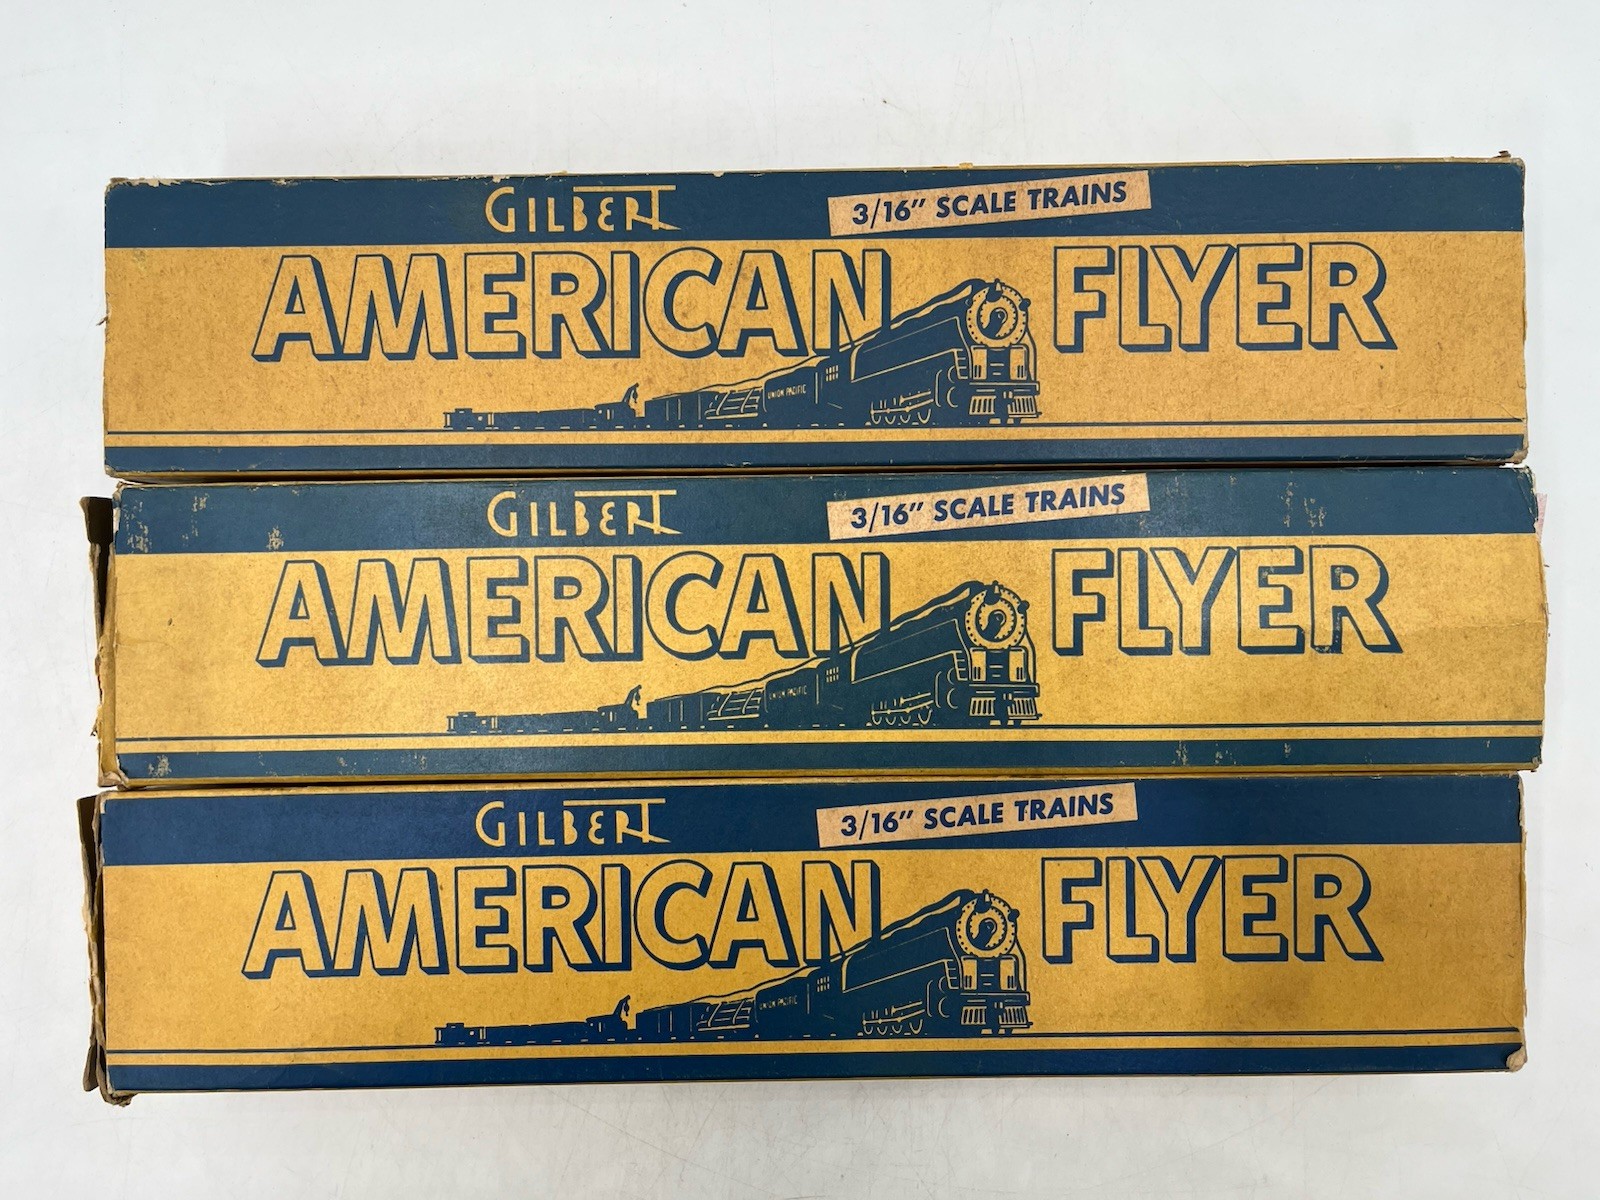 GILBERT
3/16" SCALE TRAINS
AMERICAN FLYER
UNION PACIFIC
GILBERT
3/16" SCALE TRAINS
AMERICAN FLYER
UNION PACIFIC
GILBERT
3/16" SCALE TRAINS
AMERICAN FLYER
UNION PACIFIC